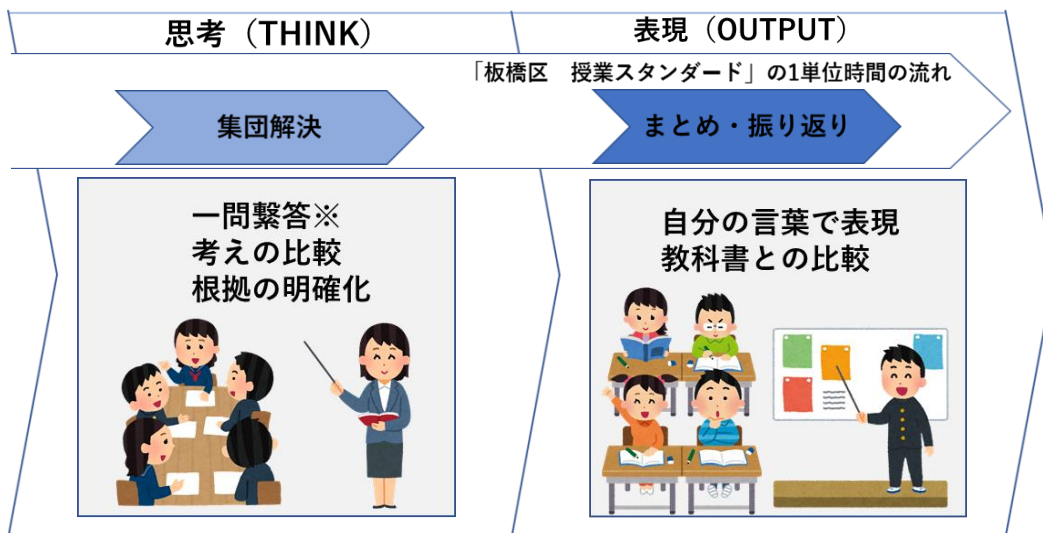 思考（THINK）
表現（OUTPUT）
「板橋区　授業スタンダード」の1単位時間の流れ
集団解決
まとめ・振り返り
一問繋答※
考えの比較
根拠の明確化
自分の言葉で表現
教科書との比較